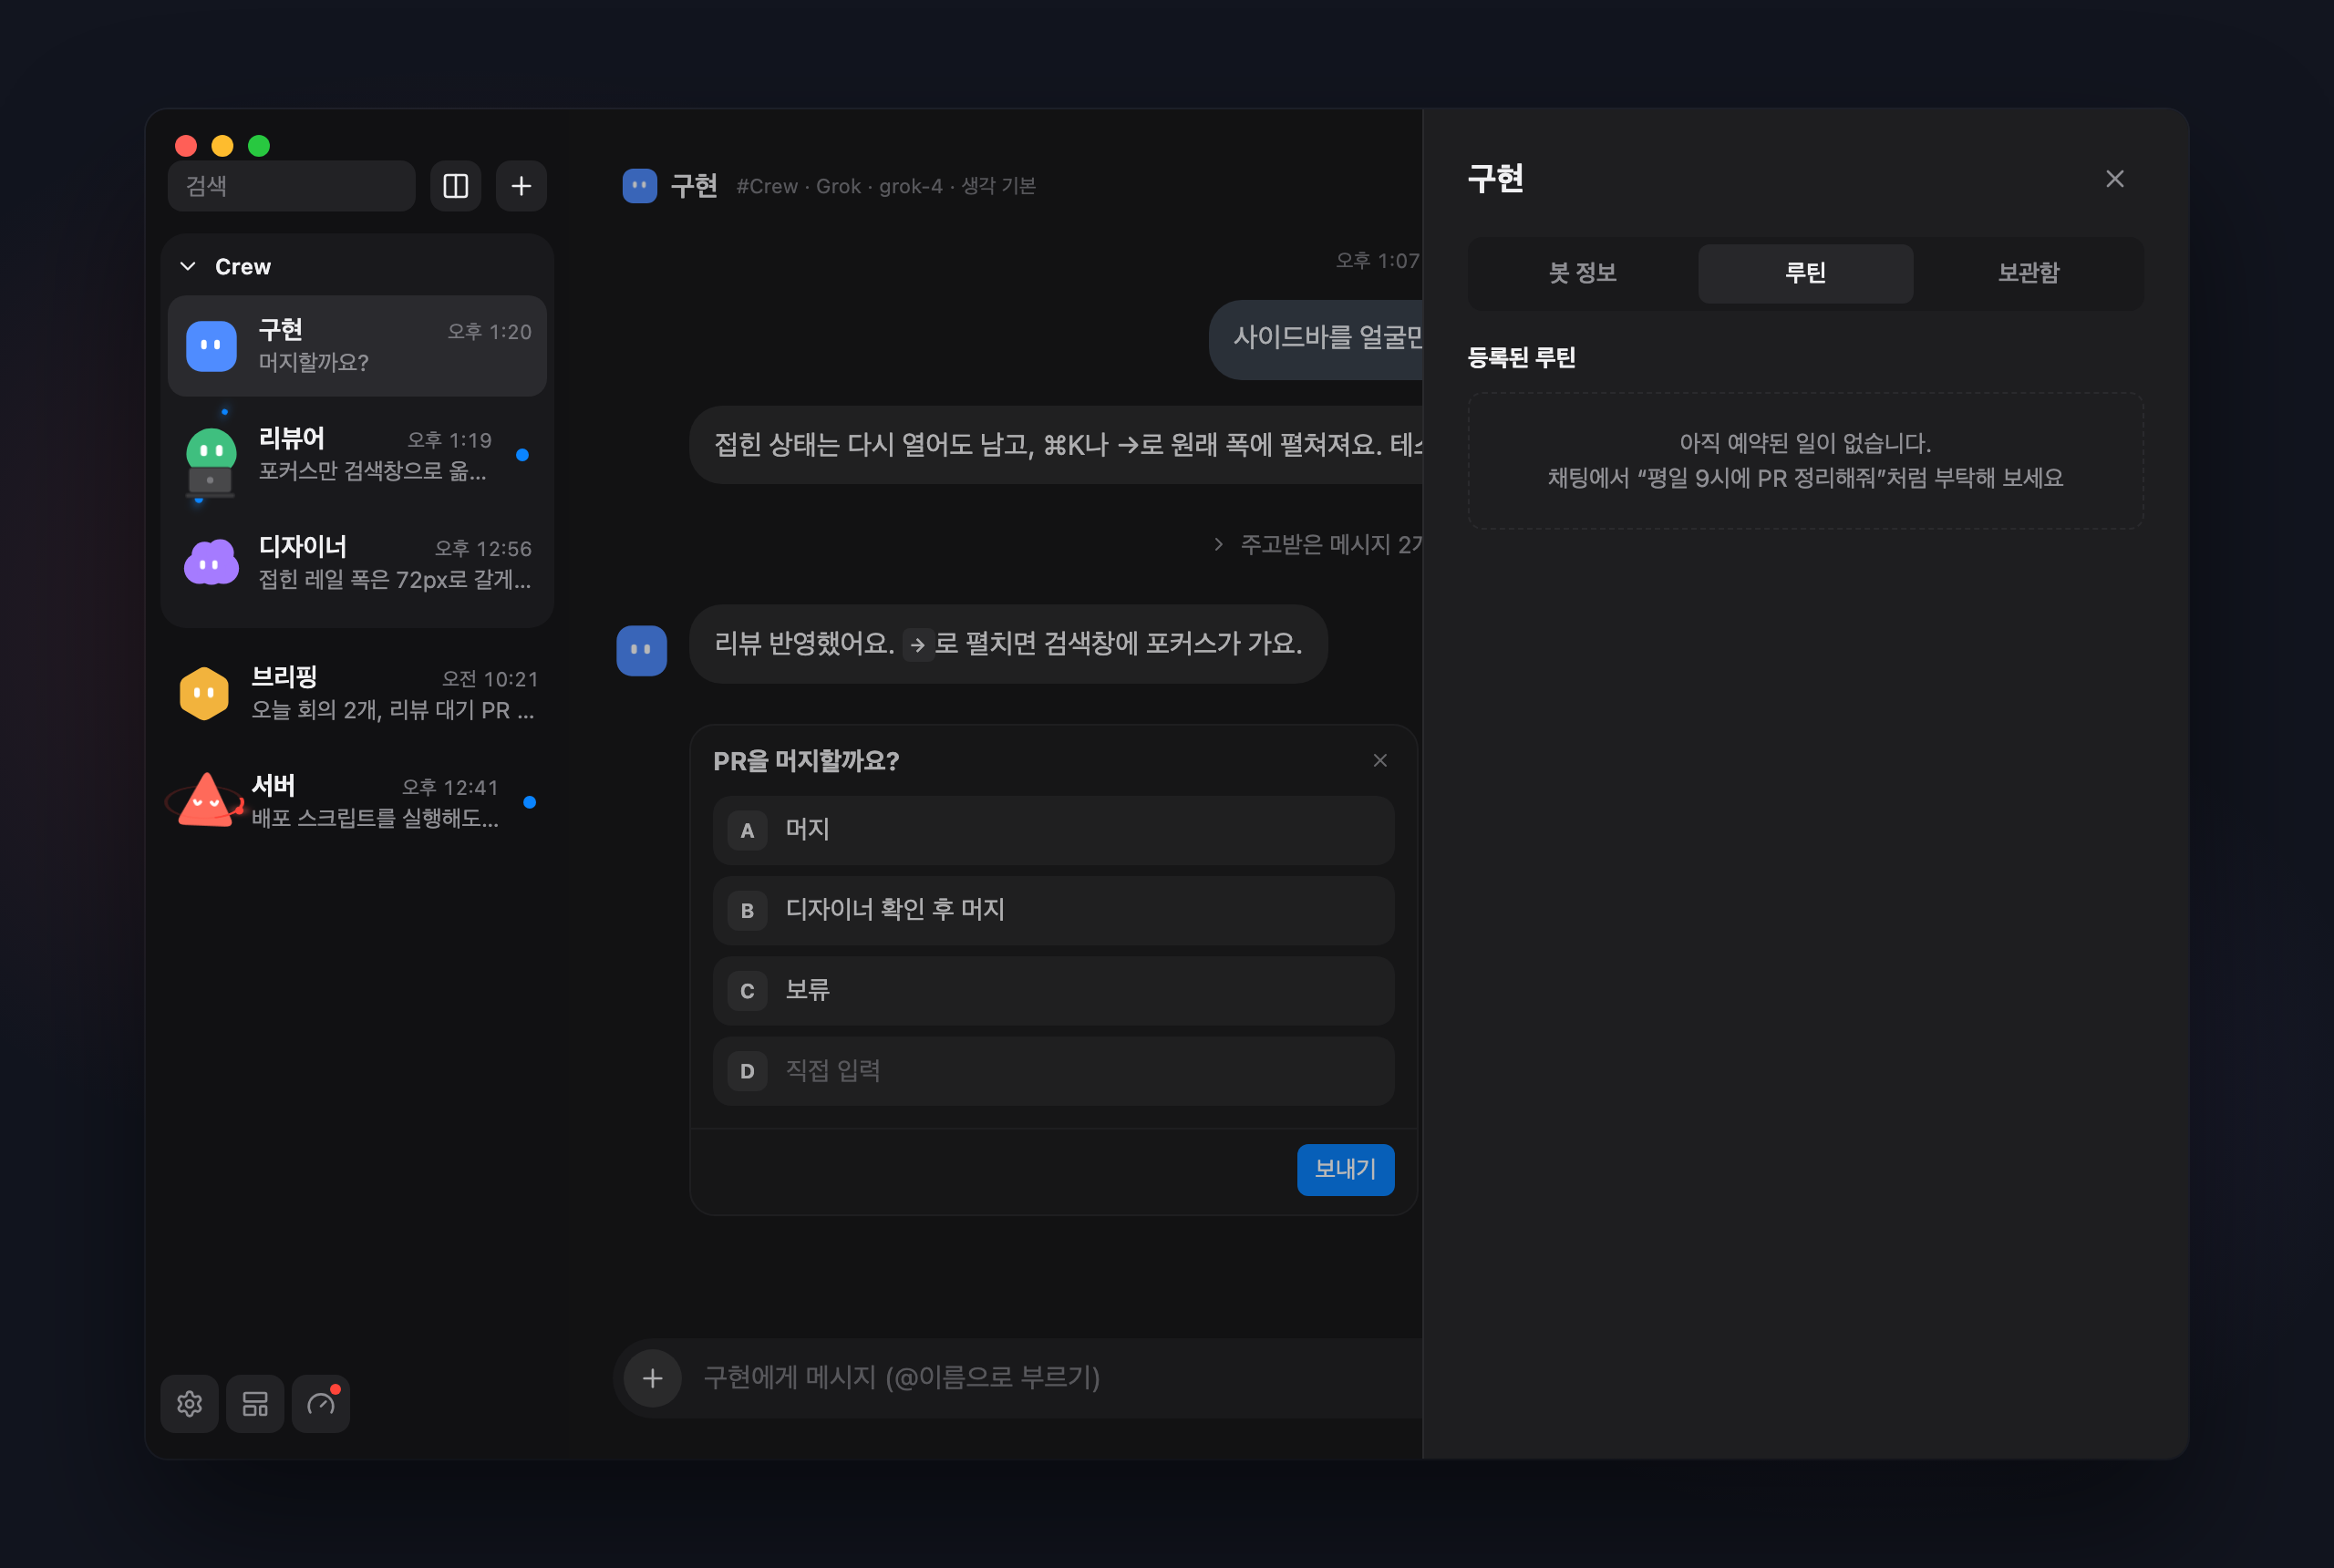 검색
Crew
구현 오후 1:20
머지할까요?
리뷰어 오후 1:19
포커스만 검색창으로 옮...
디자이너 오후 12:56
접힌 레일 폭은 72px로 갈게...
브리핑 오전 10:21
오늘 회의 2개, 리뷰 대기 PR ...
서버 오후 12:41
배포 스크립트를 실행해도...
구현 #Crew · Grok · grok-4 · 생각 기본
오후 1:07
사이드바를 얼굴만
접힌 상태는 다시 열어도 남고, ⌘K나 →로 원래 폭에 펼쳐져요.
주고받은 메시지
리뷰 반영했어요. →로 펼치면 검색창에 포커스가 가요.
PR을 머지할까요?
A 머지
B 디자이너 확인 후 머지
C 보류
D 직접 입력
보내기
구현에게 메시지 (@이름으로 부르기)
구현
봇 정보 루틴 보관함
등록된 루틴
아직 예약된 일이 없습니다.
채팅에서 “평일 9시에 PR 정리해줘”처럼 부탁해 보세요